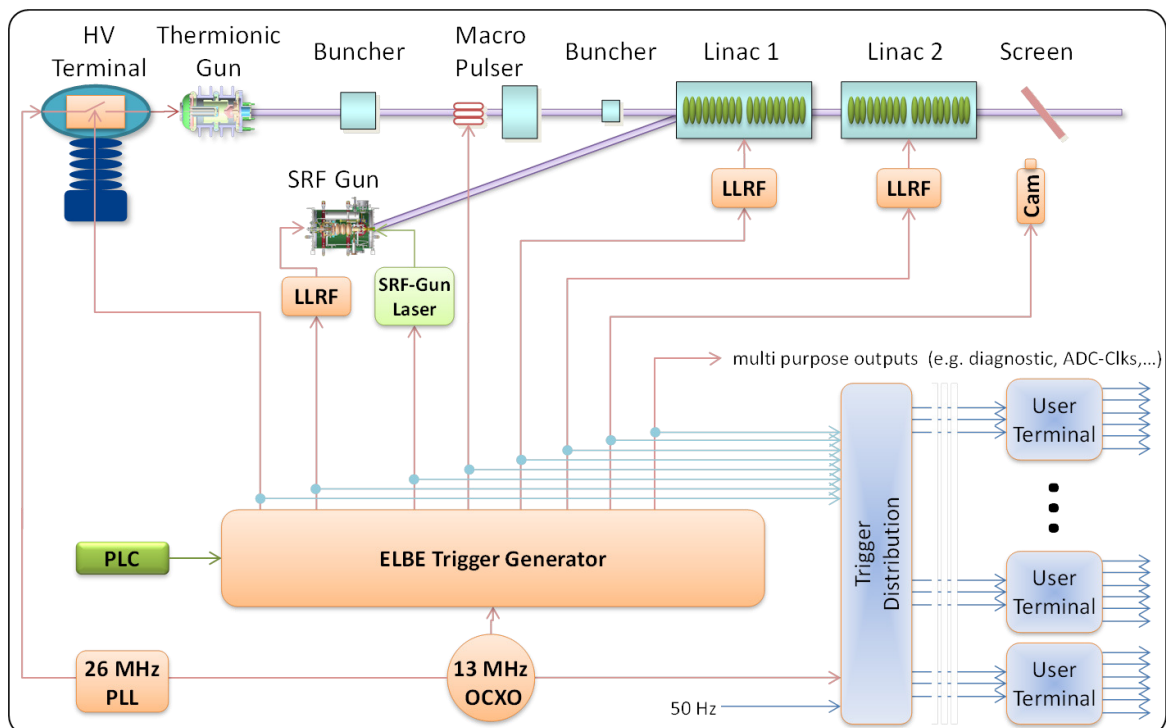 HV
Terminal
Thermionic
Gun
Buncher
Macro
Pulser
Buncher
Linac 1
Linac 2
Screen
LLRF
LLRF
Cam
SRF Gun
LLRF
SRF-Gun
Laser
multi purpose outputs (e.g. diagnostic, ADC-Clks,...)
User
Terminal
PLC
ELBE Trigger Generator
Trigger
Distribution
User
Terminal
26 MHz
PLL
13 MHz
OCXO
50 Hz
User
Terminal